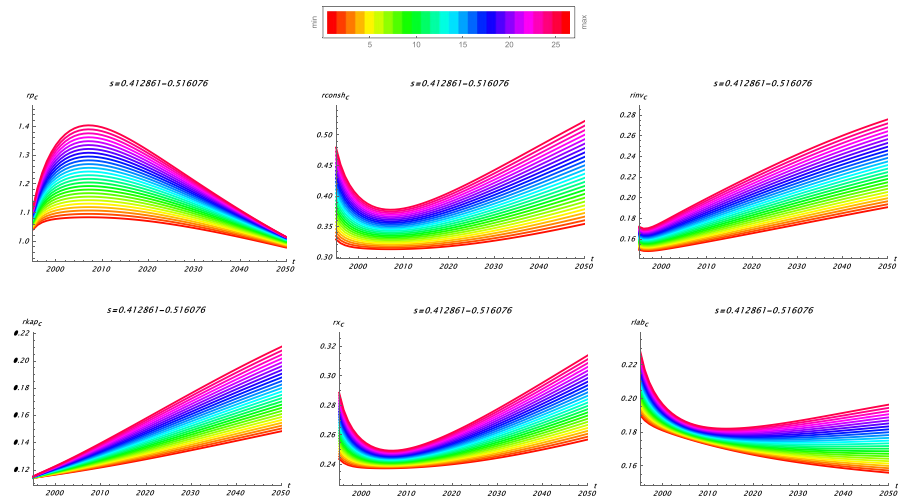 min
max
5 10 15 20 25
s=0.412861-0.516076
rp_c
1.4
1.3
1.2
1.1
1.0
2000 2010 2020 2030 2040 2050
t
s=0.412861-0.516076
rconsh_c
0.50
0.45
0.40
0.35
0.30
2000 2010 2020 2030 2040 2050
t
s=0.412861-0.516076
rinv_c
0.28
0.26
0.24
0.22
0.20
0.18
0.16
2000 2010 2020 2030 2040 2050
t
s=0.412861-0.516076
rkap_c
0.22
0.20
0.18
0.16
0.14
0.12
2000 2010 2020 2030 2040 2050
t
s=0.412861-0.516076
rx_c
0.32
0.30
0.28
0.26
0.24
2000 2010 2020 2030 2040 2050
t
s=0.412861-0.516076
rlab_c
0.22
0.20
0.18
0.16
2000 2010 2020 2030 2040 2050
t